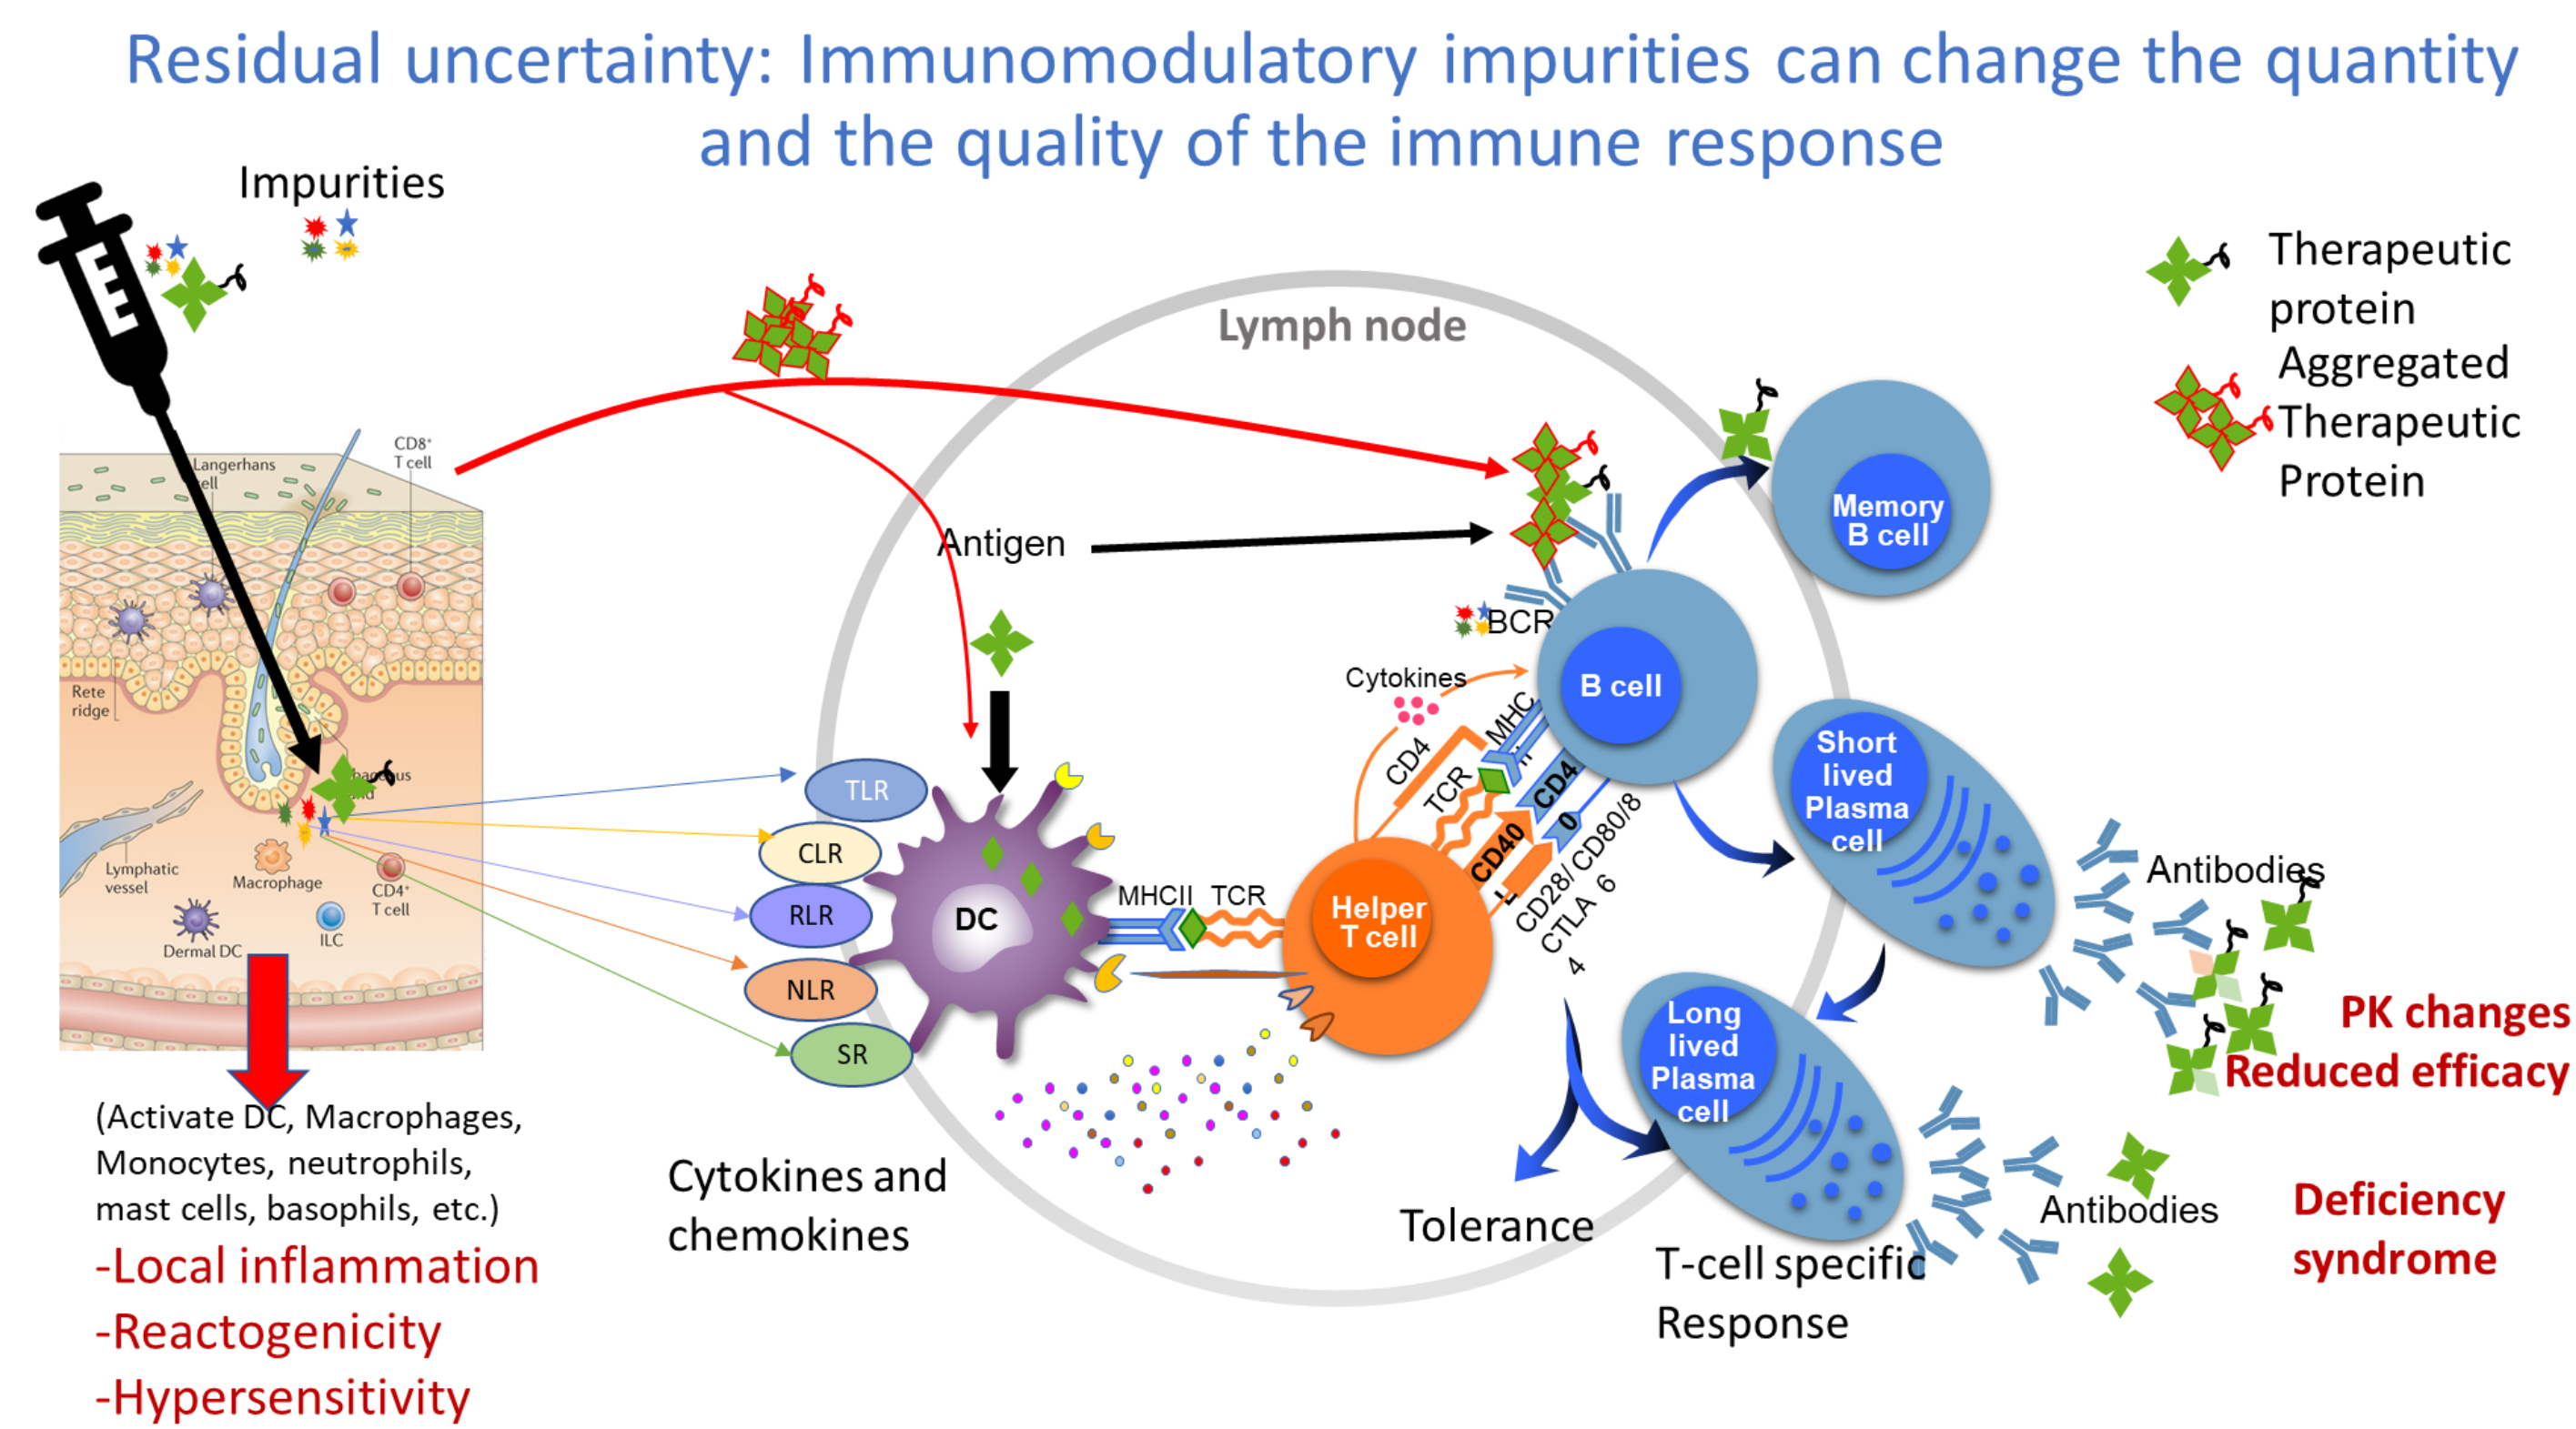 Residual uncertainty: Immunomodulatory impurities can change the quantity
and the quality of the immune response
Impurities
Therapeutic
protein
Aggregated
Therapeutic
Protein
Lymph node
Langerhans
cell
CD8+
T cell
Rete
ridge
Lymphatic
vessel
Macrophage
CD4+
T cell
Dermal DC
ILC
Antigen
BCR
Cytokines
B cell
Memory
B cell
MHC
II
CD4
TCR
CD4
0
CD40
L
CD28/ CD80/8
CTLA 6
4
TLR
CLR
RLR
NLR
SR
DC
MHCII TCR
Helper
T cell
Short
lived
Plasma
cell
Long
lived
Plasma
cell
Antibodies
PK changes
Reduced efficacy
Antibodies
Deficiency
syndrome
(Activate DC, Macrophages,
Monocytes, neutrophils,
mast cells, basophils, etc.)
-Local inflammation
-Reactogenicity
-Hypersensitivity
Cytokines and
chemokines
Tolerance
T-cell specific
Response